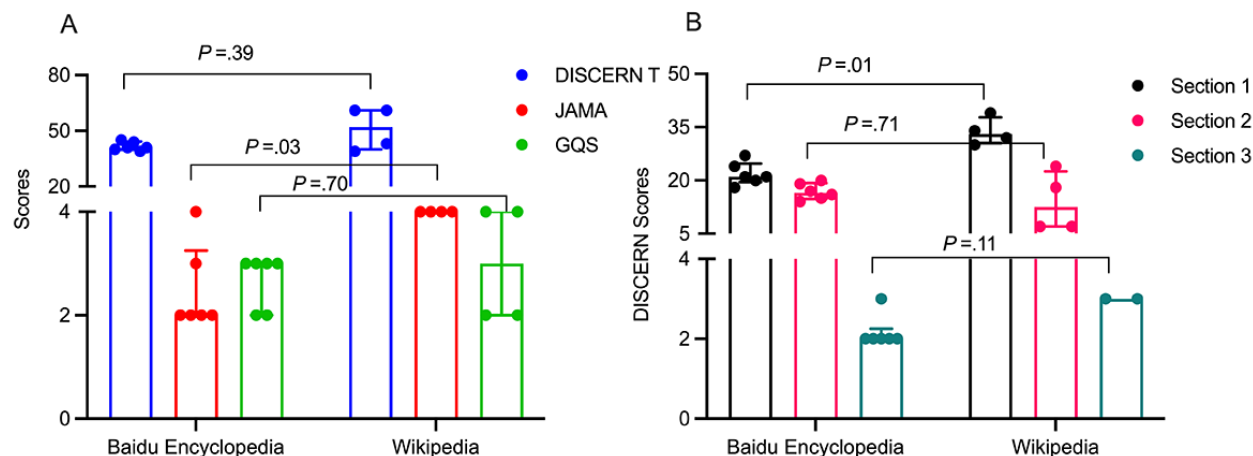 A
P =.39
80
50
20
4
2
0
Scores
P =.03
P =.70
DISCERN T
JAMA
GQS
Baidu Encyclopedia
Wikipedia
B
P =.01
50
35
20
5
4
2
0
DISCERN Scores
P =.71
P =.11
Section 1
Section 2
Section 3
Baidu Encyclopedia
Wikipedia